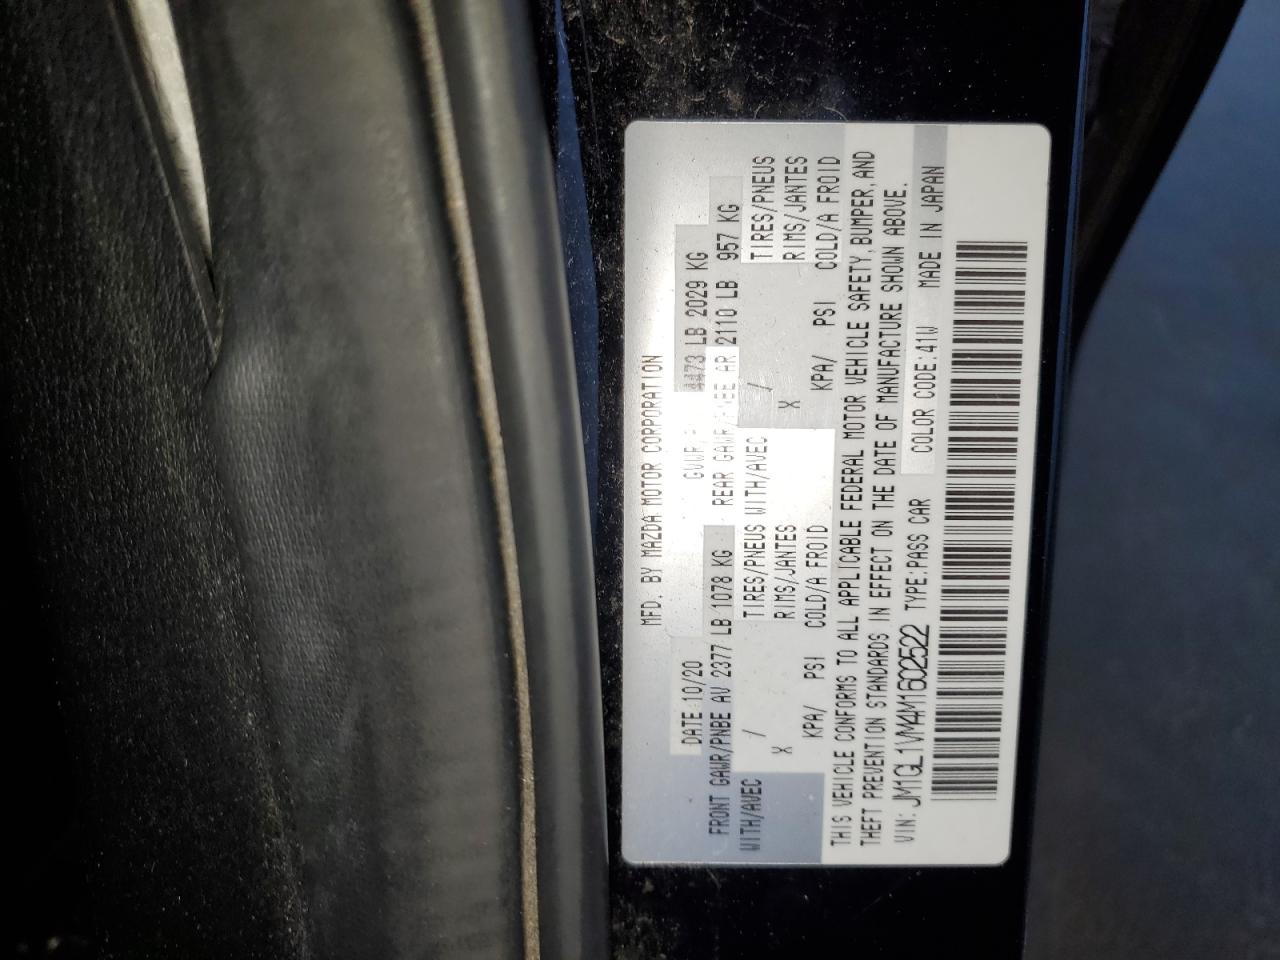 MFD. BY MAZDA MOTOR CORPORATION
DATE:10/20 GVWR/ 4473 LB 2029 KG
FRONT GAWR/PNBE AV 2377 LB 1078 KG REAR GAWR/PNBE AR 2110 LB 957 KG
WITH/AVEC / TIRES/PNEUS WITH/AVEC / TIRES/PNEUS
X RIMS/JANTES X RIMS/JANTES
KPA/ PSI COLD/A FROID KPA/ PSI COLD/A FROID
THIS VEHICLE CONFORMS TO ALL APPLICABLE FEDERAL MOTOR VEHICLE SAFETY, BUMPER, AND
THEFT PREVENTION STANDARDS IN EFFECT ON THE DATE OF MANUFACTURE SHOWN ABOVE.
VIN: JM1GL1VM4M1602522 TYPE:PASS CAR COLOR CODE:41W MADE IN JAPAN